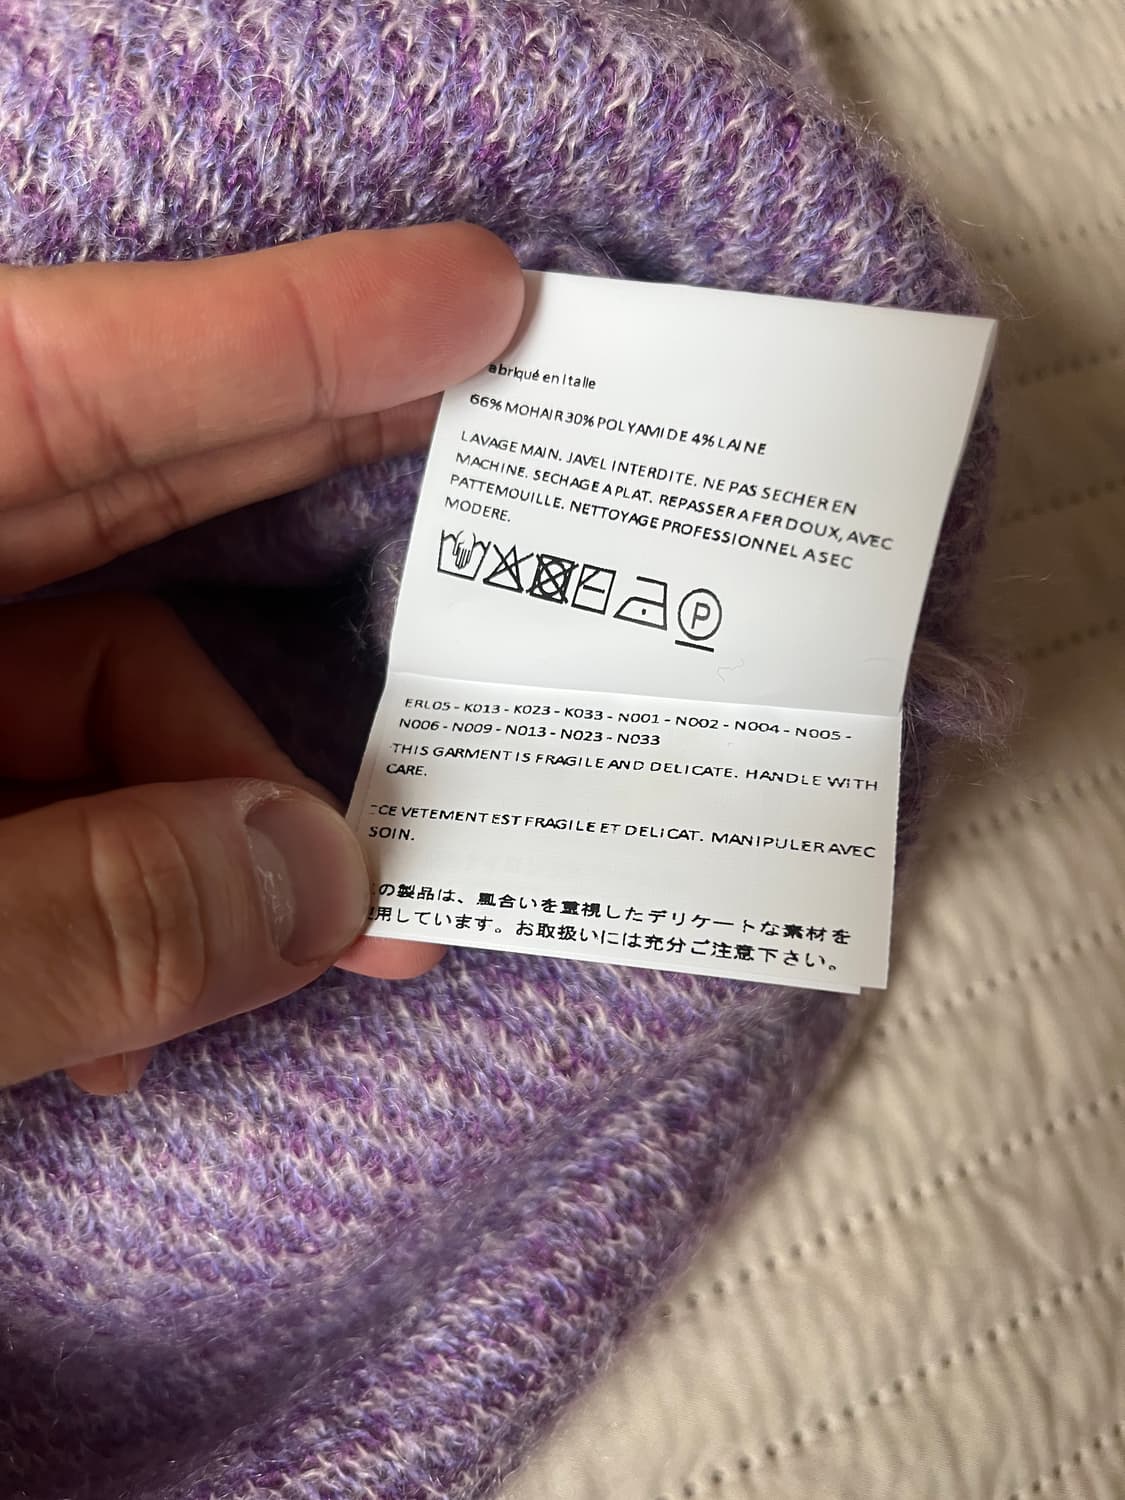 abriqué en Italie
66% MOHAIR 30% POLYAMIDE 4% LAINE
LAVAGE MAIN. JAVEL INTERDITE. NE PAS SECHER EN
MACHINE. SECHAGE A PLAT. REPASSER A FER DOUX, AVEC
PATTEMOUILLE. NETTOYAGE PROFESSIONNEL A SEC
MODERE.
P
ERL05 - K013 - K023 - K033 - N001 - N002 - N004 - N005 -
N006 - N009 - N013 - N023 - N033
THIS GARMENT IS FRAGILE AND DELICATE. HANDLE WITH
CARE.
CE VETEMENT EST FRAGILE ET DELICAT. MANIPULER AVEC
SOIN.
の製品は、風合いを重視したデリケートな素材を
用しています。お取扱いには充分ご注意下さい。